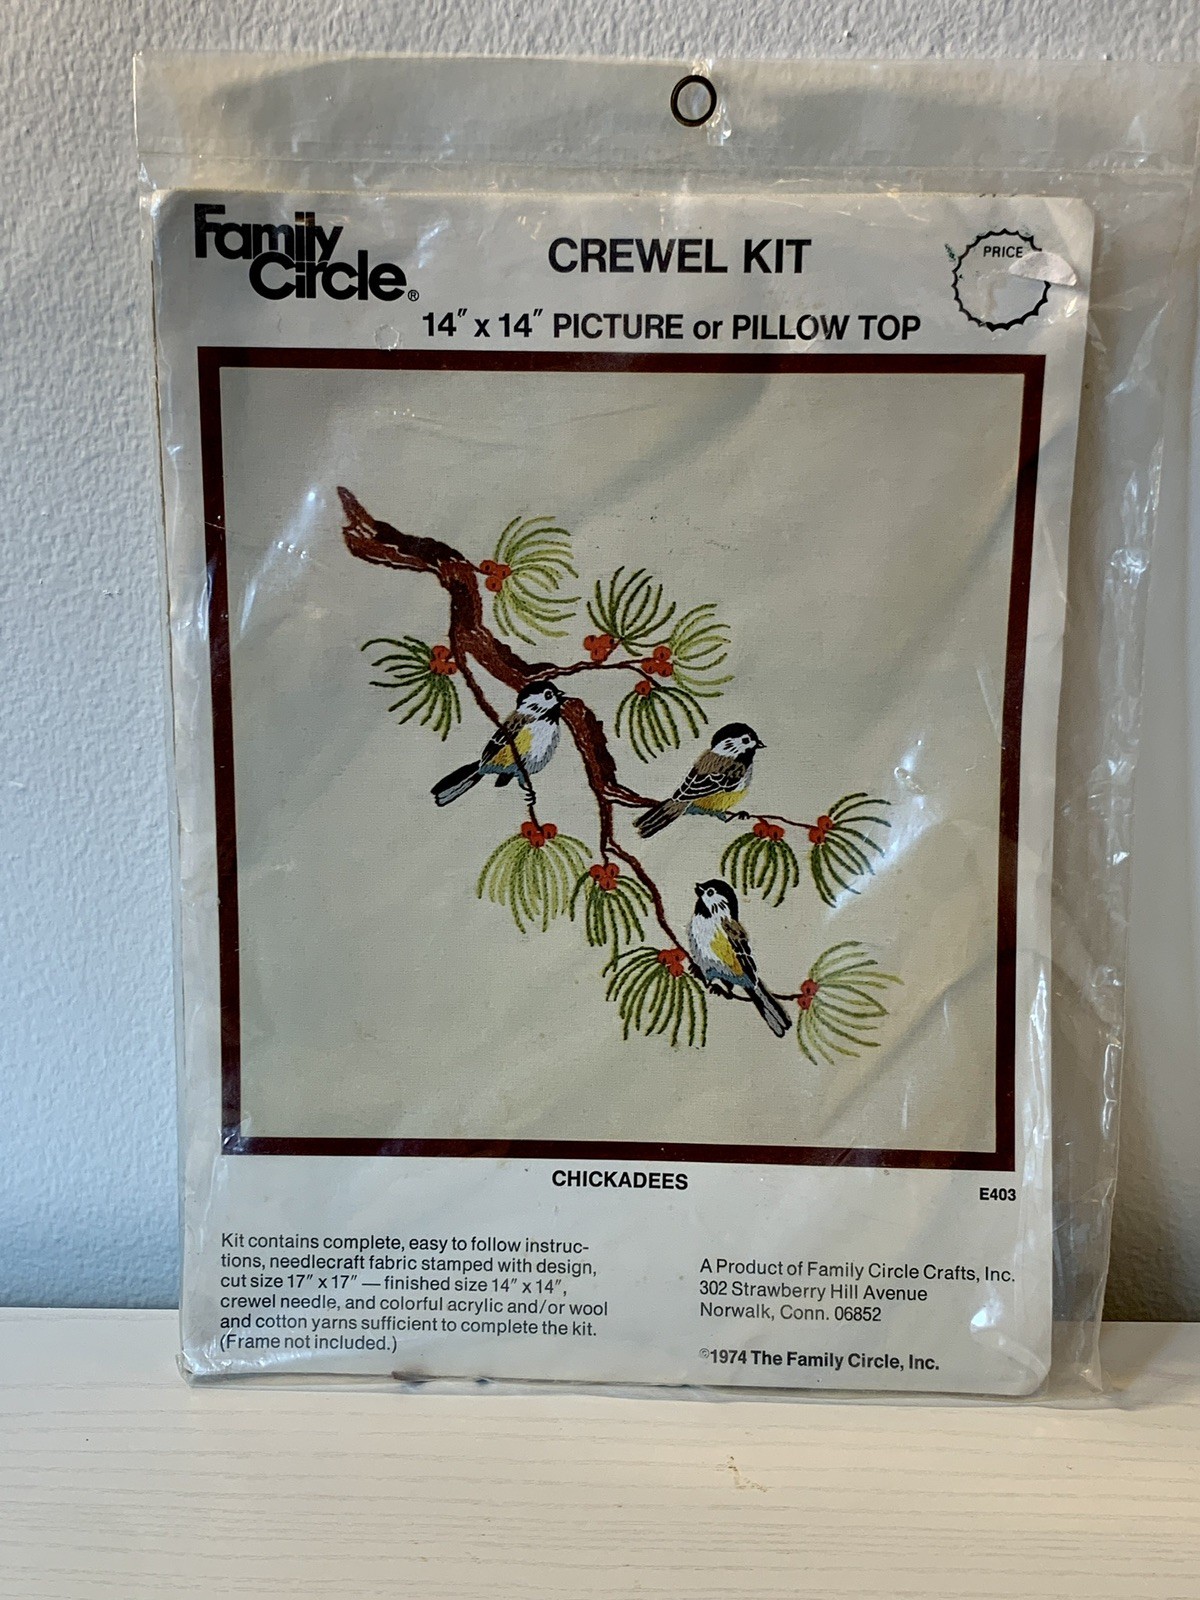 Family
Circle®
CREWEL KIT
PRICE
14" x 14" PICTURE or PILLOW TOP
CHICKADEES
E403
Kit contains complete, easy to follow instruc-
tions, needlecraft fabric stamped with design,
cut size 17" x 17" — finished size 14" x 14",
crewel needle, and colorful acrylic and/or wool
and cotton yarns sufficient to complete the kit.
(Frame not included.)
A Product of Family Circle Crafts, Inc.
302 Strawberry Hill Avenue
Norwalk, Conn. 06852
©1974 The Family Circle, Inc.